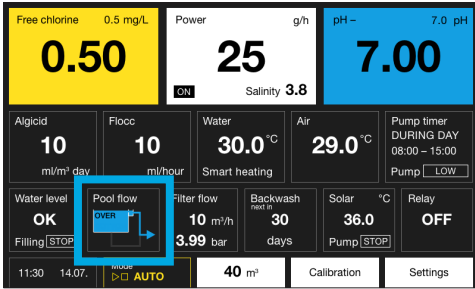 Free chlorine 0.5 mg/L
0.50
Power g/h
25
ON Salinity 3.8
pH – 7.0 pH
7.00
Algicid
10
ml/m³ day
Flocc
10
ml/hour
Water
30.0 °C
Smart heating
Air
29.0 °C
Pump timer
DURING DAY
08:00 – 15:00
Pump LOW
Water level
OK
Filling STOP
Pool flow
OVER
Filter flow
10 m³/h
3.99 bar
Backwash
next in
30
days
Solar °C
36.0
Pump STOP
Relay
OFF
11:30 14.07.
Mode
AUTO
40 m³
Calibration
Settings